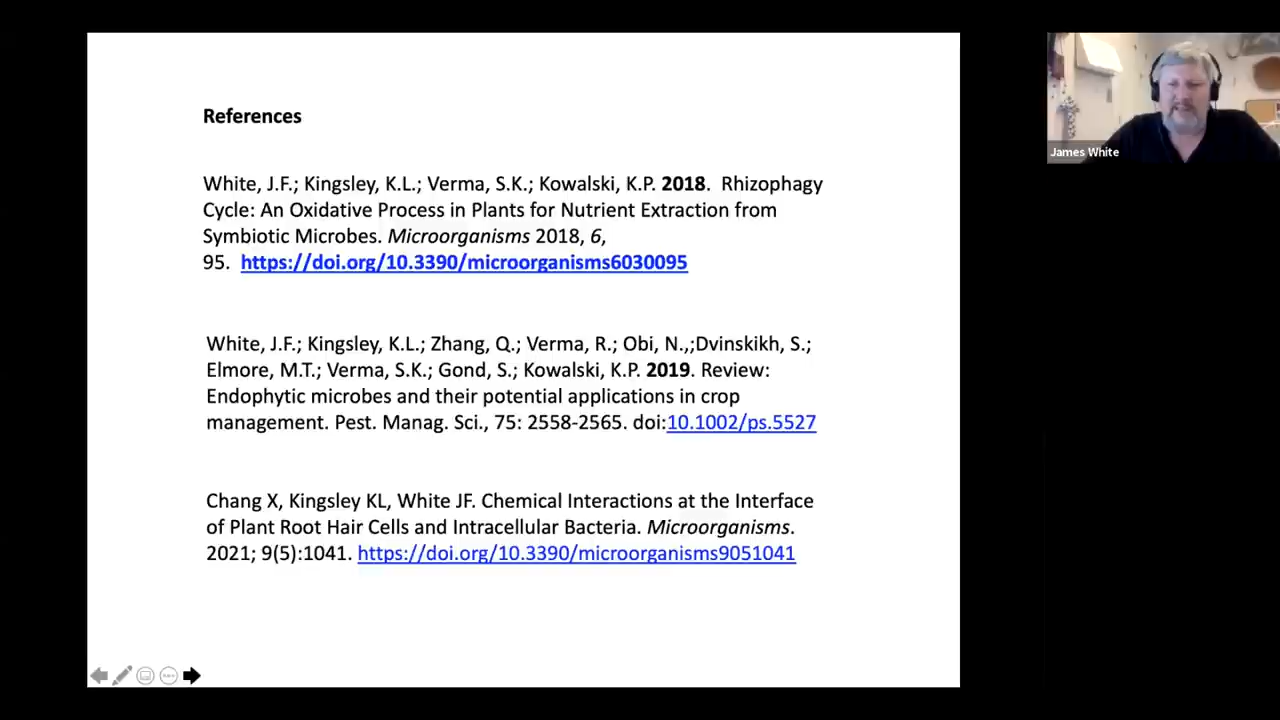 References
White, J.F.; Kingsley, K.L.; Verma, S.K.; Kowalski, K.P. 2018.  Rhizophagy
Cycle: An Oxidative Process in Plants for Nutrient Extraction from
Symbiotic Microbes. Microorganisms 2018, 6,
95.  https://doi.org/10.3390/microorganisms6030095
White, J.F.; Kingsley, K.L.; Zhang, Q.; Verma, R.; Obi, N.,;Dvinskikh, S.;
Elmore, M.T.; Verma, S.K.; Gond, S.; Kowalski, K.P. 2019. Review:
Endophytic microbes and their potential applications in crop
management. Pest. Manag. Sci., 75: 2558-2565. doi:10.1002/ps.5527
Chang X, Kingsley KL, White JF. Chemical Interactions at the Interface
of Plant Root Hair Cells and Intracellular Bacteria. Microorganisms.
2021; 9(5):1041. https://doi.org/10.3390/microorganisms9051041
James White